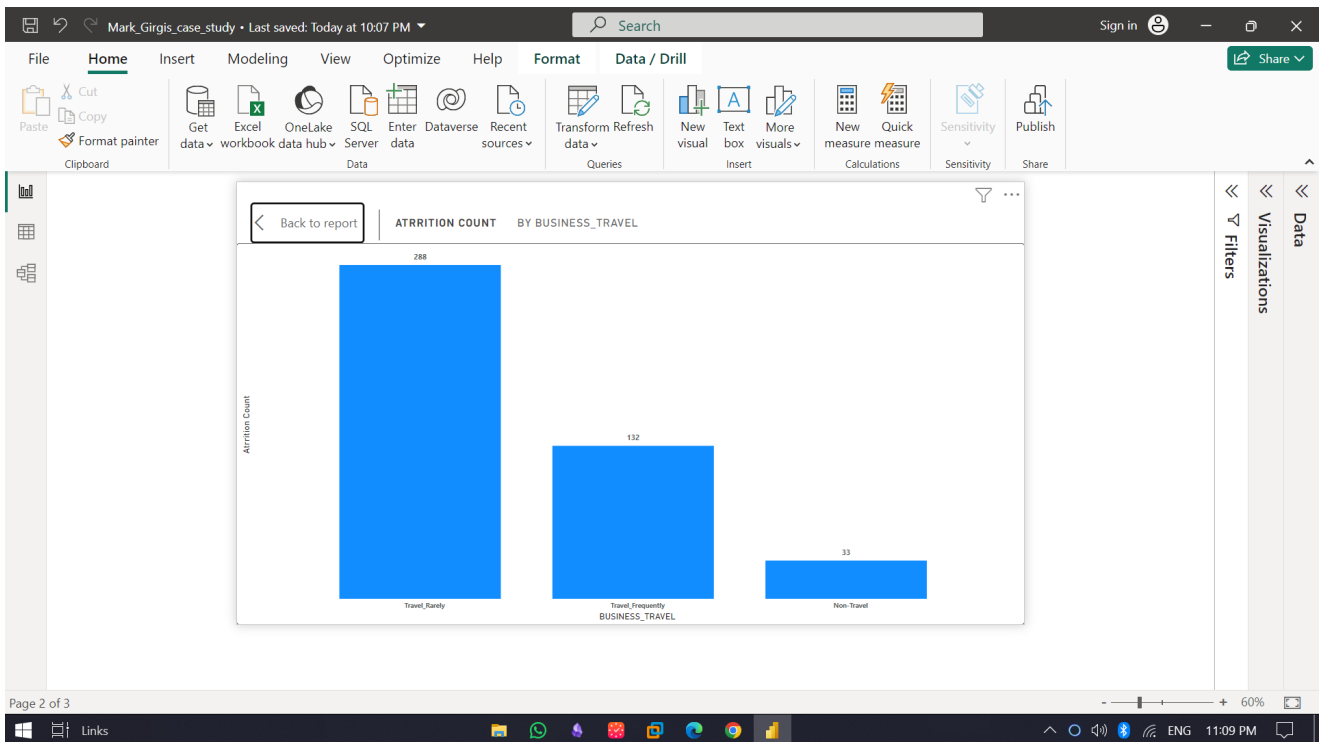 Mark_Girgis_case_study • Last saved: Today at 10:07 PM
Search
Sign in
File Home Insert Modeling View Optimize Help Format Data / Drill
Share
Paste
Cut
Copy
Format painter
Clipboard
Get data
Excel workbook
OneLake data hub
SQL Server
Enter data
Dataverse
Recent sources
Data
Transform data
Refresh
Queries
New visual
Text box
More visuals
Insert
New measure
Quick measure
Calculations
Sensitivity
Sensitivity
Publish
Share
Back to report
ATRRITION COUNT BY BUSINESS_TRAVEL
288
132
33
Atrrition Count
Travel_Rarely
Travel_Frequently
Non-Travel
BUSINESS_TRAVEL
Filters
Visualizations
Data
Page 2 of 3
- + 60%
Links
ENG 11:09 PM